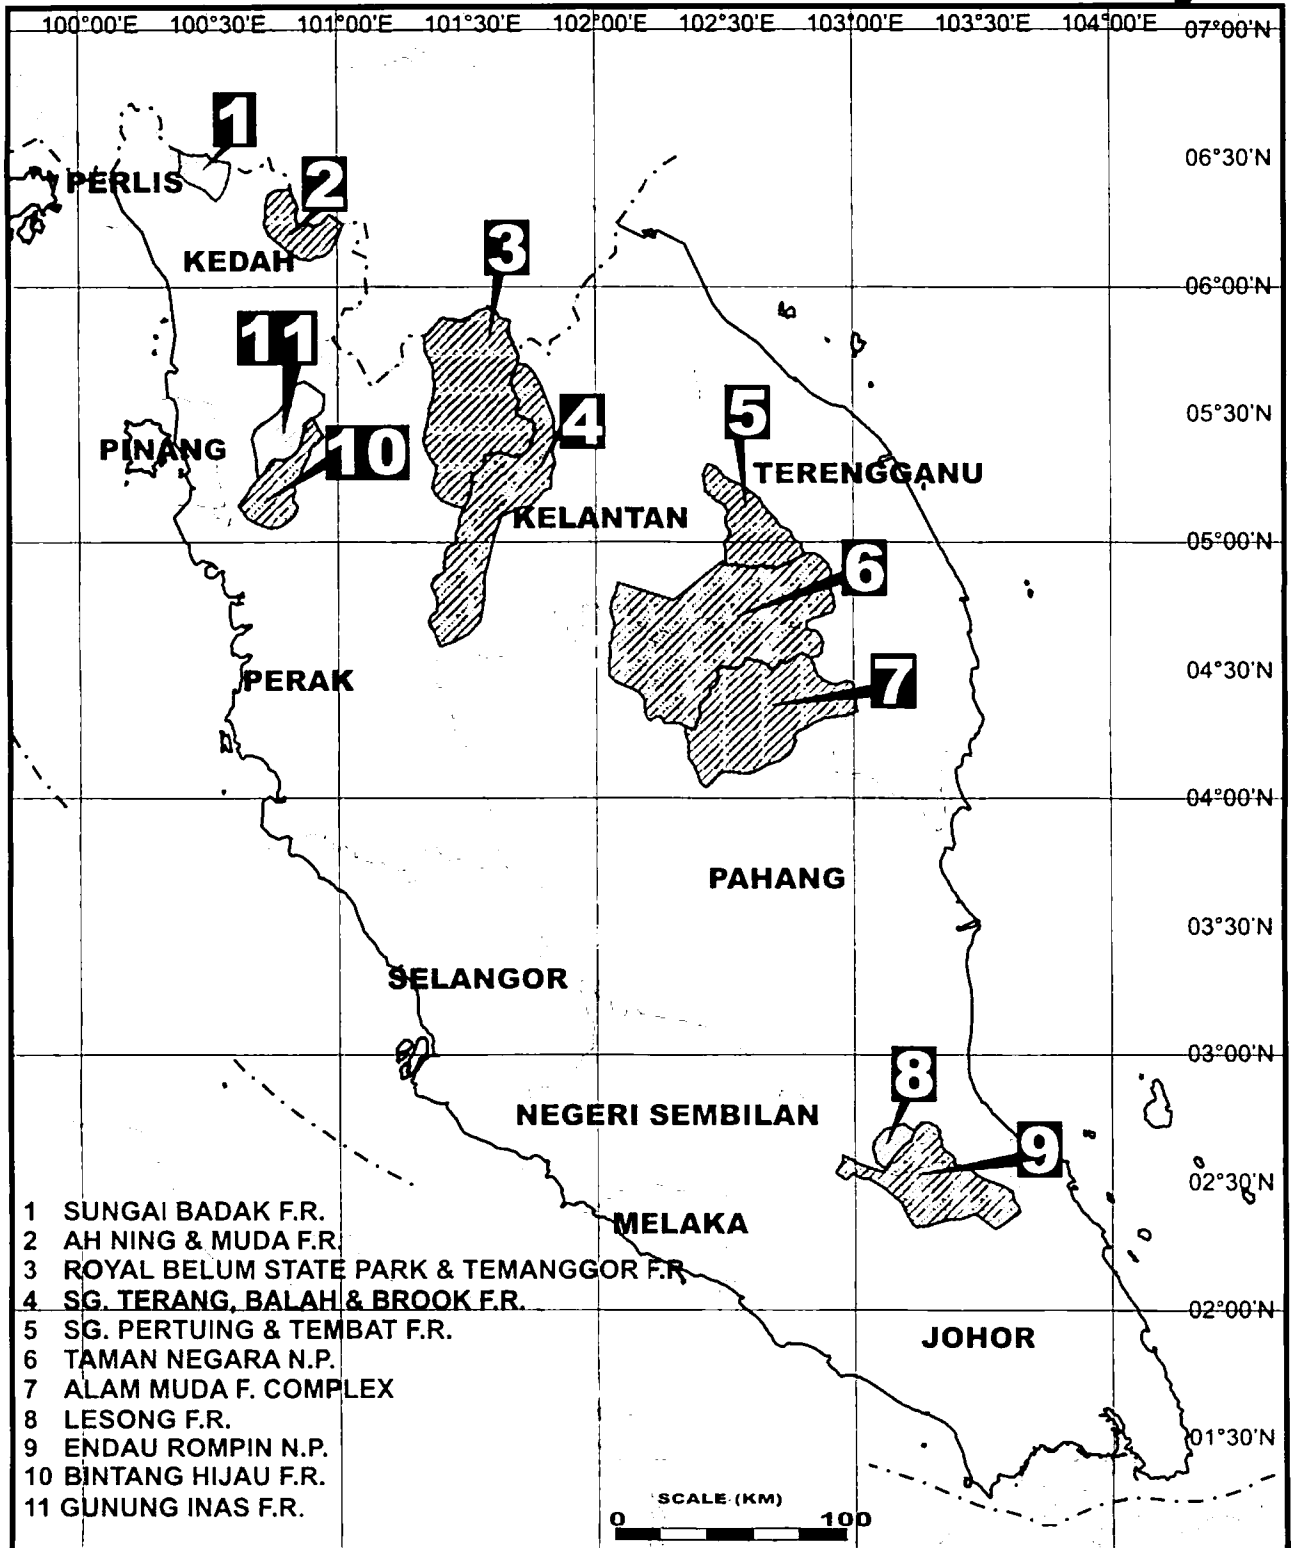 100°00'E 100°30'E 101°00'E 101°30'E 102°00'E 102°30'E 103°00'E 103°30'E 104°00'E
07°00'N
1
06°30'N
PERLIS
2
3
KEDAH
06°00'N
11
4
5
05°30'N
PINANG
10
TERENGGANU
KELANTAN
05°00'N
6
04°30'N
PERAK
7
04°00'N
PAHANG
03°30'N
SELANGOR
03°00'N
8
NEGERI SEMBILAN
9
02°30'N
MELAKA
1 SUNGAI BADAK F.R.
2 AH NING & MUDA F.R.
3 ROYAL BELUM STATE PARK & TEMANGGOR F.R
4 SG. TERANG, BALAH & BROOK F.R.
02°00'N
5 SG. PERTUING & TEMBAT F.R.
JOHOR
6 TAMAN NEGARA N.P.
7 ALAM MUDA F. COMPLEX
8 LESONG F.R.
01°30'N
9 ENDAU ROMPIN N.P.
10 BINTANG HIJAU F.R.
11 GUNUNG INAS F.R.
SCALE (KM)
0 100